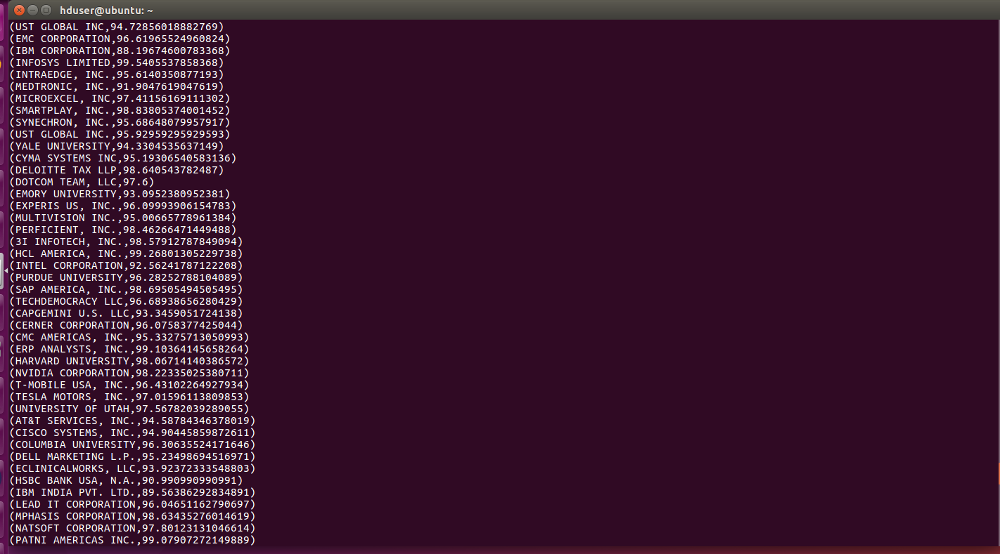 hduser@ubuntu: ~
(UST GLOBAL INC,94.72856018882769)
(EMC CORPORATION,96.61965524960824)
(IBM CORPORATION,88.19674600783368)
(INFOSYS LIMITED,99.5405537858368)
(INTRAEDGE, INC.,95.6140350877193)
(MEDTRONIC, INC.,91.9047619047619)
(MICROEXCEL, INC,97.41156169111302)
(SMARTPLAY, INC.,98.83805374001452)
(SYNECHRON, INC.,95.68648079957917)
(UST GLOBAL INC.,95.92959295929593)
(YALE UNIVERSITY,94.3304535637149)
(CYMA SYSTEMS INC,95.19306540583136)
(DELOITTE TAX LLP,98.640543782487)
(DOTCOM TEAM, LLC,97.6)
(EMORY UNIVERSITY,93.0952380952381)
(EXPERIS US, INC.,96.09993906154783)
(MULTIVISION INC.,95.00665778961384)
(PERFICIENT, INC.,98.46266471449488)
(3I INFOTECH, INC.,98.57912787849094)
(HCL AMERICA, INC.,99.26801305229738)
(INTEL CORPORATION,92.56241787122208)
(PURDUE UNIVERSITY,96.28252788104089)
(SAP AMERICA, INC.,98.69505494505495)
(TECHDEMOCRACY LLC,96.68938656280429)
(CAPGEMINI U.S. LLC,93.3459051724138)
(CERNER CORPORATION,96.0758377425044)
(CMC AMERICAS, INC.,95.33275713050993)
(ERP ANALYSTS, INC.,99.10364145658264)
(HARVARD UNIVERSITY,98.06714140386572)
(NVIDIA CORPORATION,98.22335025380711)
(T-MOBILE USA, INC.,96.43102264927934)
(TESLA MOTORS, INC.,97.01596113809853)
(UNIVERSITY OF UTAH,97.56782039289055)
(AT&T SERVICES, INC.,94.58784346378019)
(CISCO SYSTEMS, INC.,94.90445859872611)
(COLUMBIA UNIVERSITY,96.30635524171646)
(DELL MARKETING L.P.,95.23498694516971)
(ECLINICALWORKS, LLC,93.92372333548803)
(HSBC BANK USA, N.A.,90.990990990991)
(IBM INDIA PVT. LTD.,89.56386292834891)
(LEAD IT CORPORATION,96.04651162790697)
(MPHASIS CORPORATION,98.63435276014619)
(NATSOFT CORPORATION,97.80123131046614)
(PATNI AMERICAS INC.,99.07907272149889)